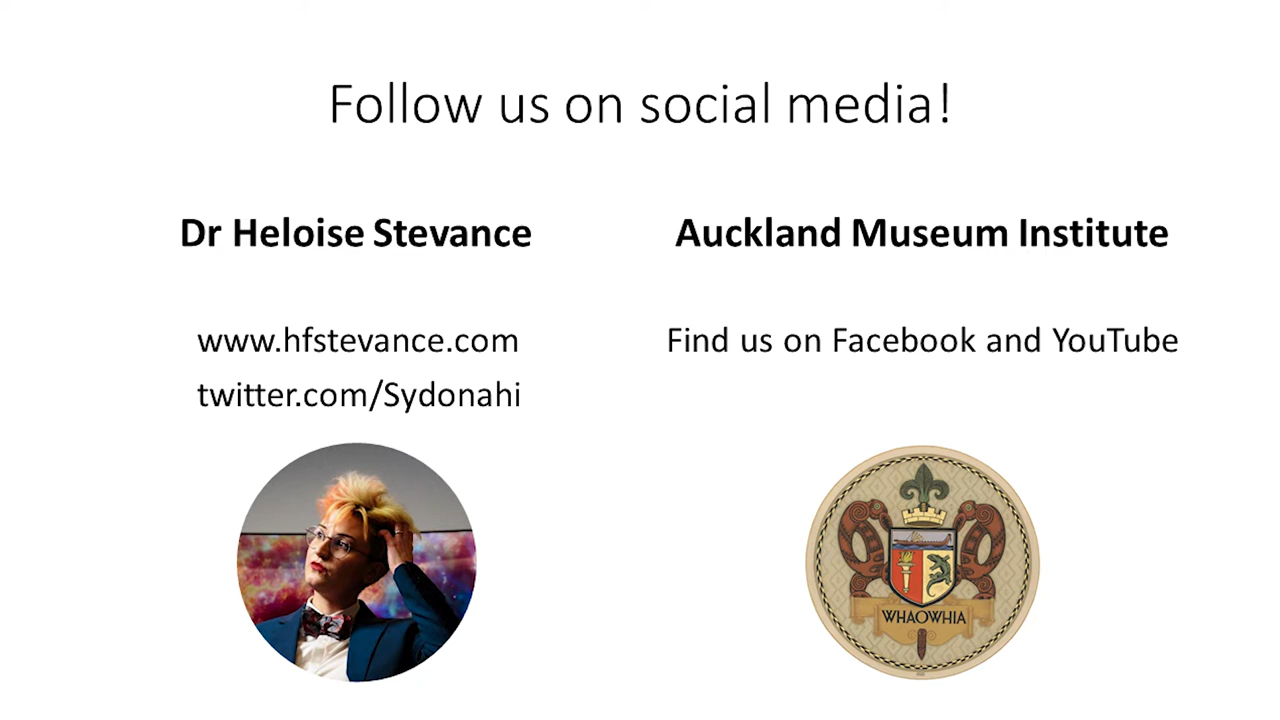 Follow us on social media!
Dr Heloise Stevance
www.hfstevance.com
twitter.com/Sydonahi
Auckland Museum Institute
Find us on Facebook and YouTube
WHAOWHIA